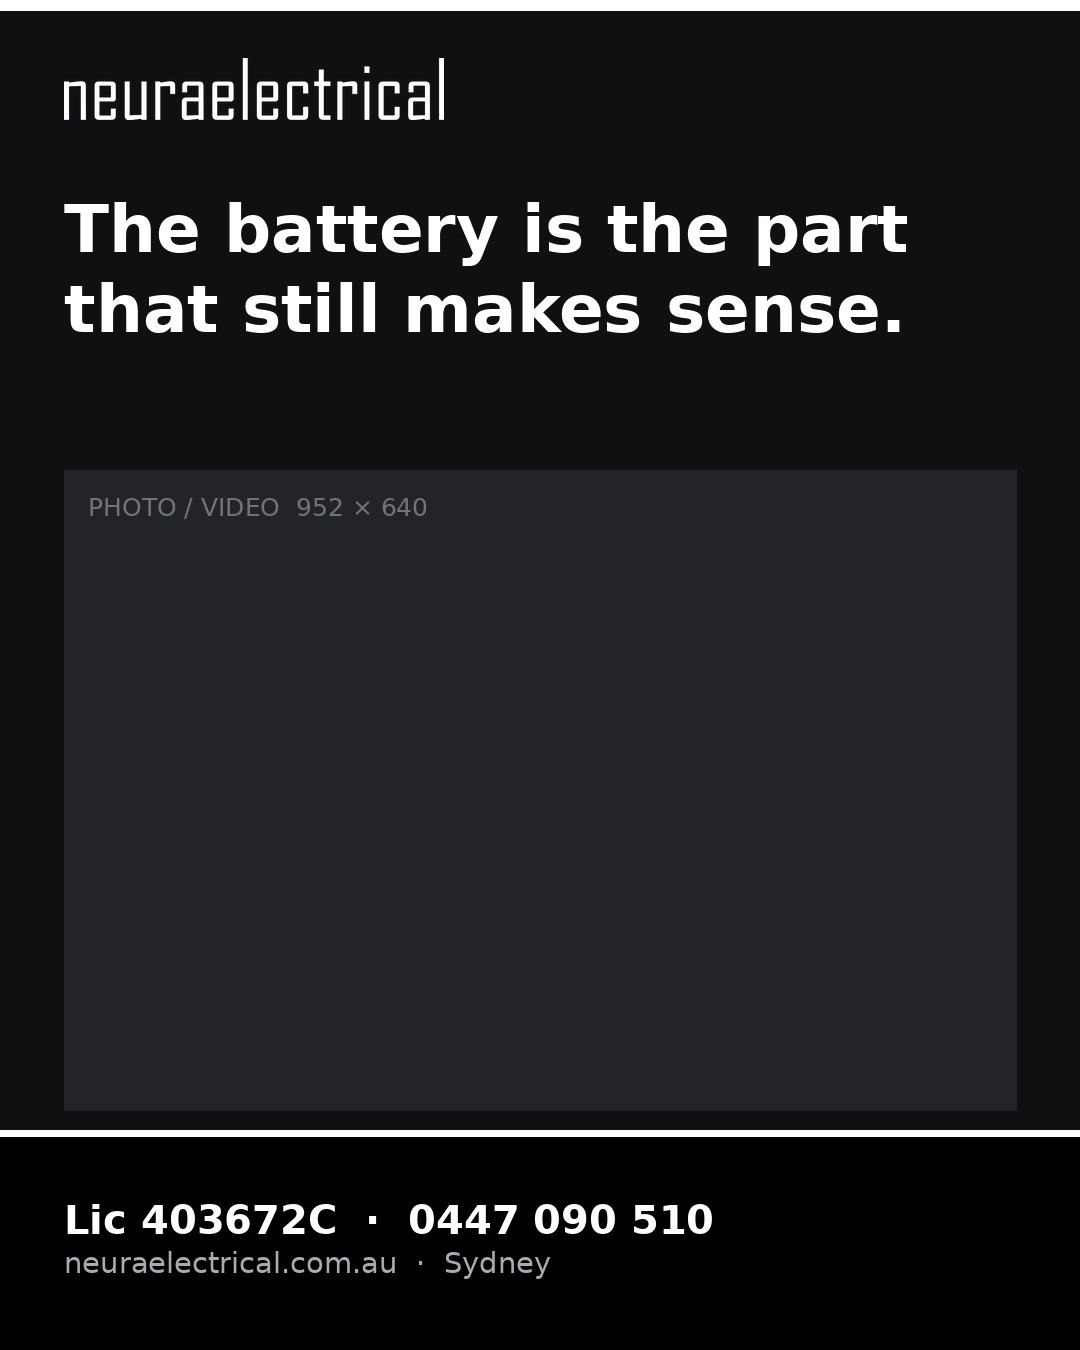 neuraelectrical
The battery is the part
that still makes sense.
PHOTO / VIDEO 952 × 640
Lic 403672C · 0447 090 510
neuraelectrical.com.au · Sydney